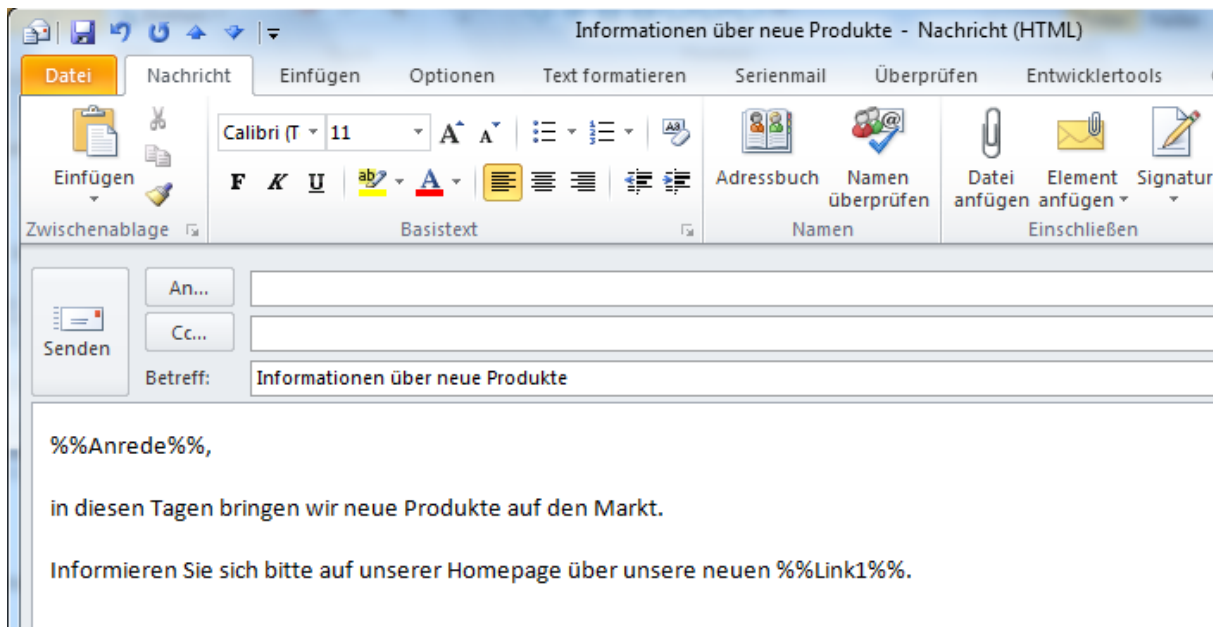 Informationen über neue Produkte - Nachricht (HTML)
Datei Nachricht Einfügen Optionen Text formatieren Serienmail Überprüfen Entwicklertools
Calibri (T 11 A A
Einfügen F K U ab A Adressbuch Namen überprüfen Datei anfügen Element anfügen Signatur
Zwischenablage Basistext Namen Einschließen
An...
Cc...
Senden
Betreff: Informationen über neue Produkte
%%Anrede%%,
in diesen Tagen bringen wir neue Produkte auf den Markt.
Informieren Sie sich bitte auf unserer Homepage über unsere neuen %%Link1%%.